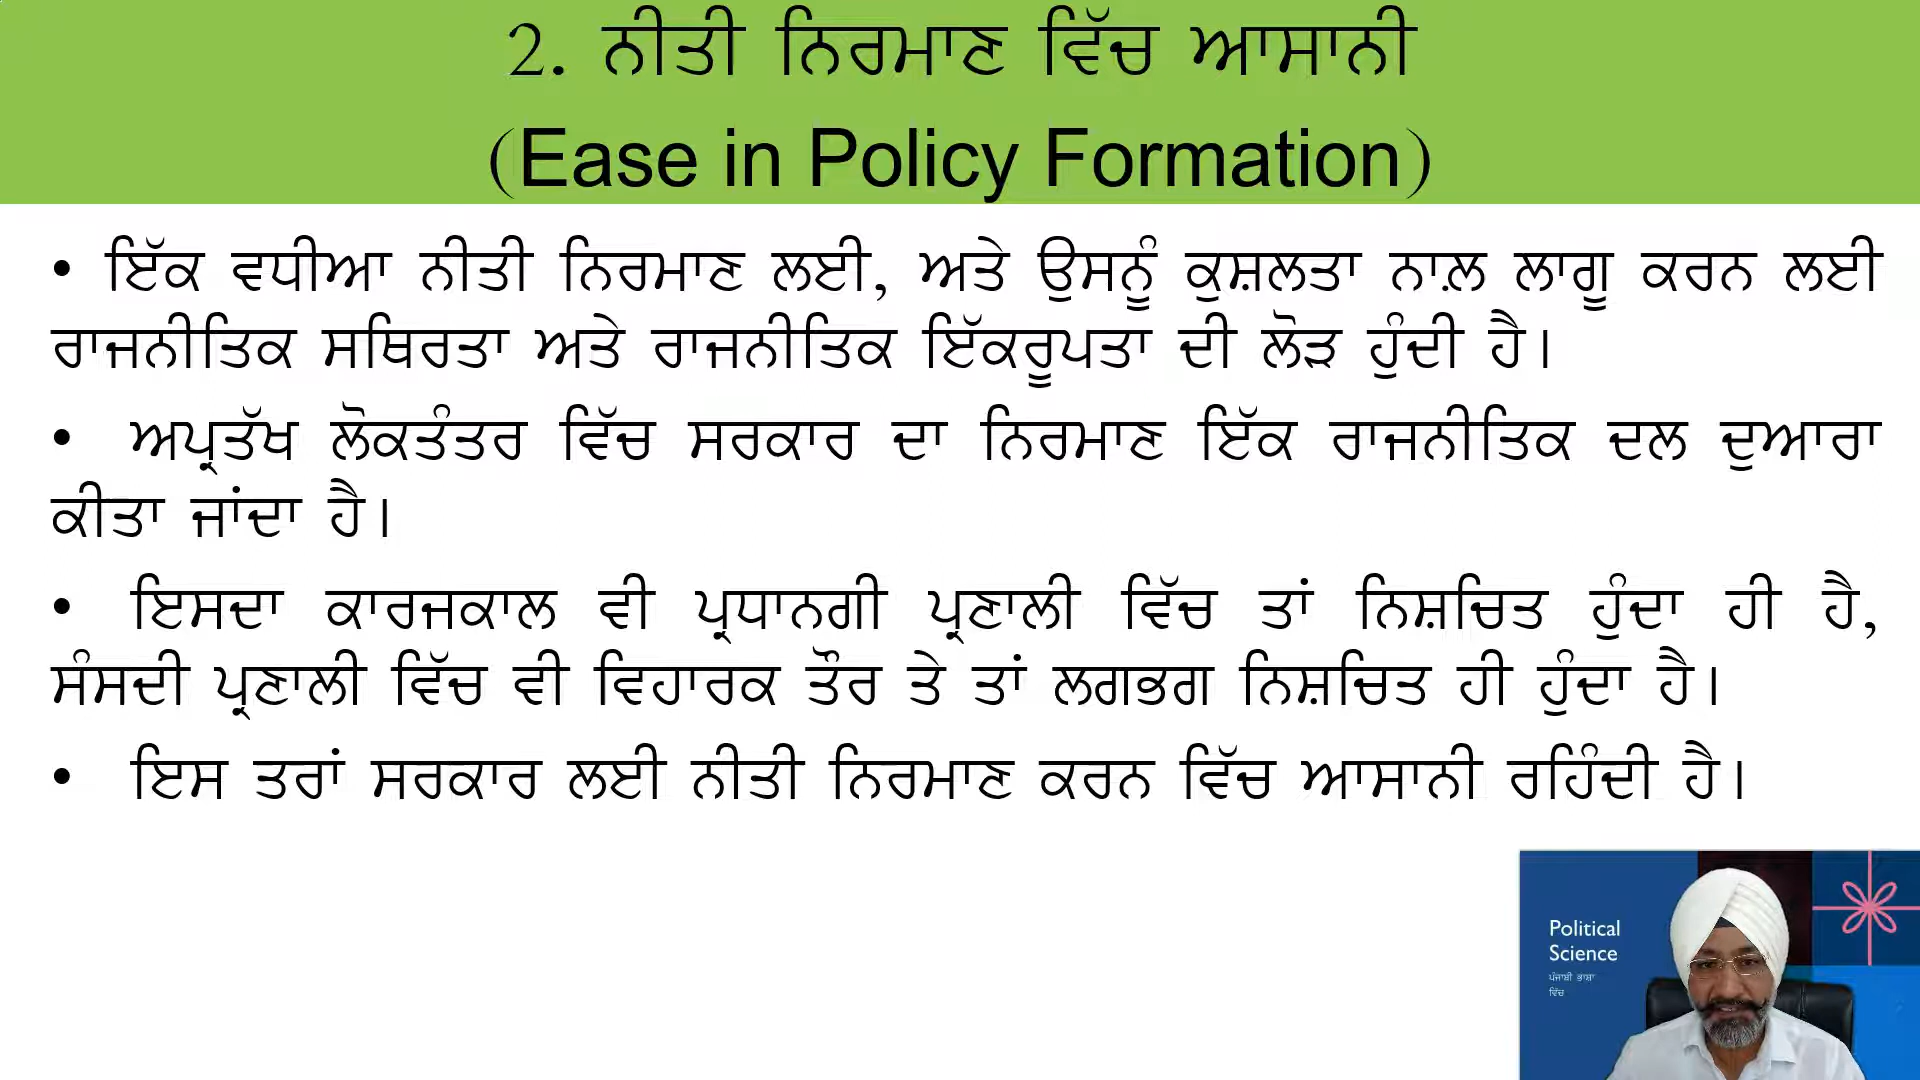 2. ਨੀਤੀ ਨਿਰਮਾਣ ਵਿੱਚ ਆਸਾਨੀ
(Ease in Policy Formation)
• ਇੱਕ ਵਧੀਆ ਨੀਤੀ ਨਿਰਮਾਣ ਲਈ, ਅਤੇ ਉਸਨੂੰ ਕੁਸ਼ਲਤਾ ਨਾਲ਼ ਲਾਗੂ ਕਰਨ ਲਈ
ਰਾਜਨੀਤਿਕ ਸਥਿਰਤਾ ਅਤੇ ਰਾਜਨੀਤਿਕ ਇੱਕਰੂਪਤਾ ਦੀ ਲੋੜ ਹੁੰਦੀ ਹੈ।
• ਅਪ੍ਰਤੱਖ ਲੋਕਤੰਤਰ ਵਿੱਚ ਸਰਕਾਰ ਦਾ ਨਿਰਮਾਣ ਇੱਕ ਰਾਜਨੀਤਿਕ ਦਲ ਦੁਆਰਾ
ਕੀਤਾ ਜਾਂਦਾ ਹੈ।
• ਇਸਦਾ ਕਾਰਜਕਾਲ ਵੀ ਪ੍ਰਧਾਨਗੀ ਪ੍ਰਣਾਲੀ ਵਿੱਚ ਤਾਂ ਨਿਸ਼ਚਿਤ ਹੁੰਦਾ ਹੀ ਹੈ,
ਸੰਸਦੀ ਪ੍ਰਣਾਲੀ ਵਿੱਚ ਵੀ ਵਿਹਾਰਕ ਤੌਰ ਤੇ ਤਾਂ ਲਗਭਗ ਨਿਸ਼ਚਿਤ ਹੀ ਹੁੰਦਾ ਹੈ।
• ਇਸ ਤਰਾਂ ਸਰਕਾਰ ਲਈ ਨੀਤੀ ਨਿਰਮਾਣ ਕਰਨ ਵਿੱਚ ਆਸਾਨੀ ਰਹਿੰਦੀ ਹੈ।
Political
Science
ਪੰਜਾਬੀ ਭਾਸ਼ਾ
ਵਿੱਚ